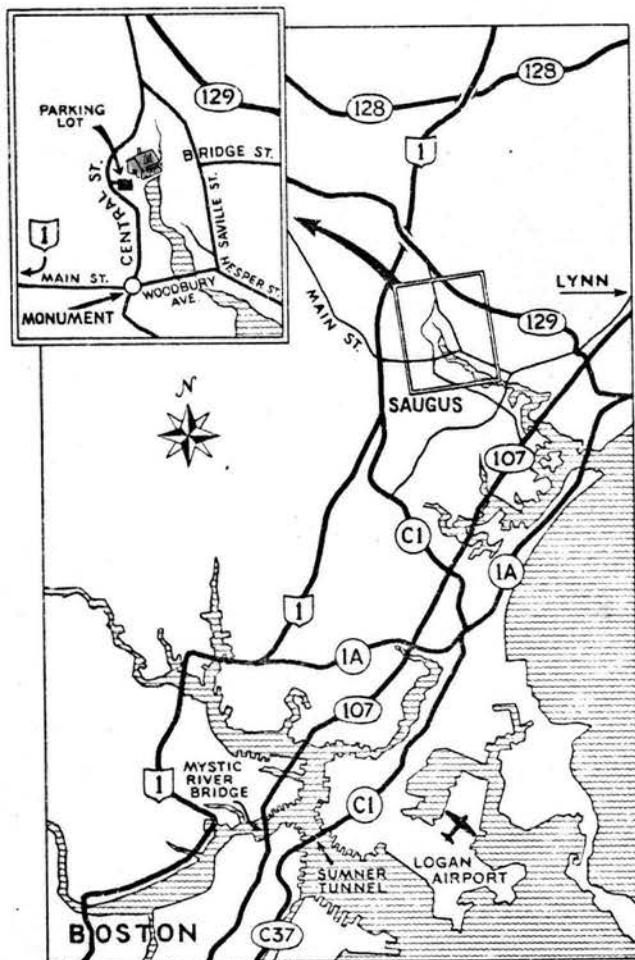 PARKING
LOT
CENTRAL ST.
BRIDGE ST.
SAVILLE ST.
HESPER ST.
1
MAIN ST.
WOODBURY
AVE.
MONUMENT
129
128
128
1
LYNN
MAIN ST.
129
SAUGUS
N
107
C1
1A
1
1A
107
MYSTIC
RIVER
BRIDGE
1
C1
SUMNER
TUNNEL
LOGAN
AIRPORT
BOSTON
C37